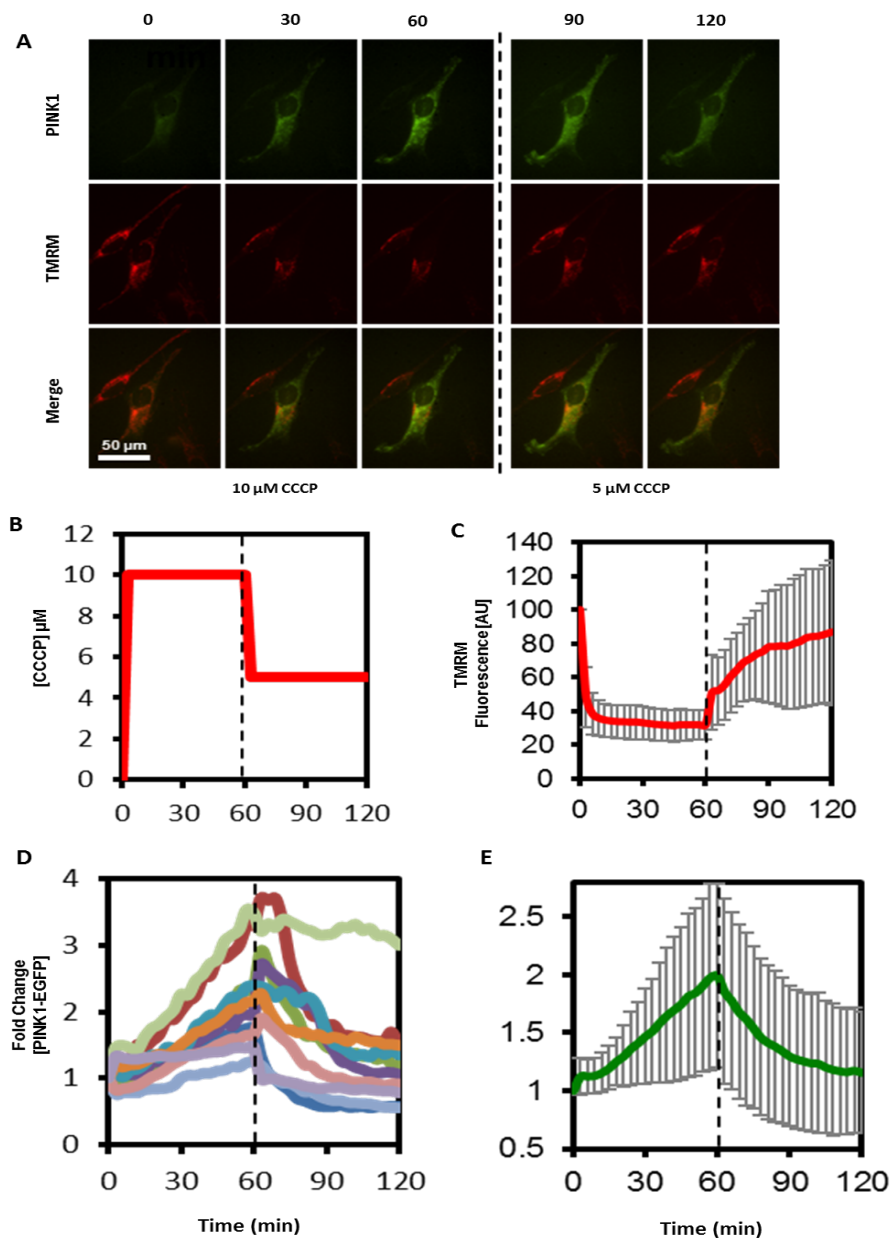 0 30 60 90 120
A
min
PINK1
TMRM
Merge
50 µm
10 µM CCCP 5 µM CCCP
B
[CCCP] µM
12
10
8
6
4
2
0
0 30 60 90 120
C
TMRM
Fluorescence[AU]
140
120
100
80
60
40
20
0
0 30 60 90 120
D
Fold Change
[PINK1-EGFP]
4
3
2
1
0
0 30 60 90 120
Time (min)
E
2.5
2
1.5
1
0.5
0 30 60 90 120
Time (min)